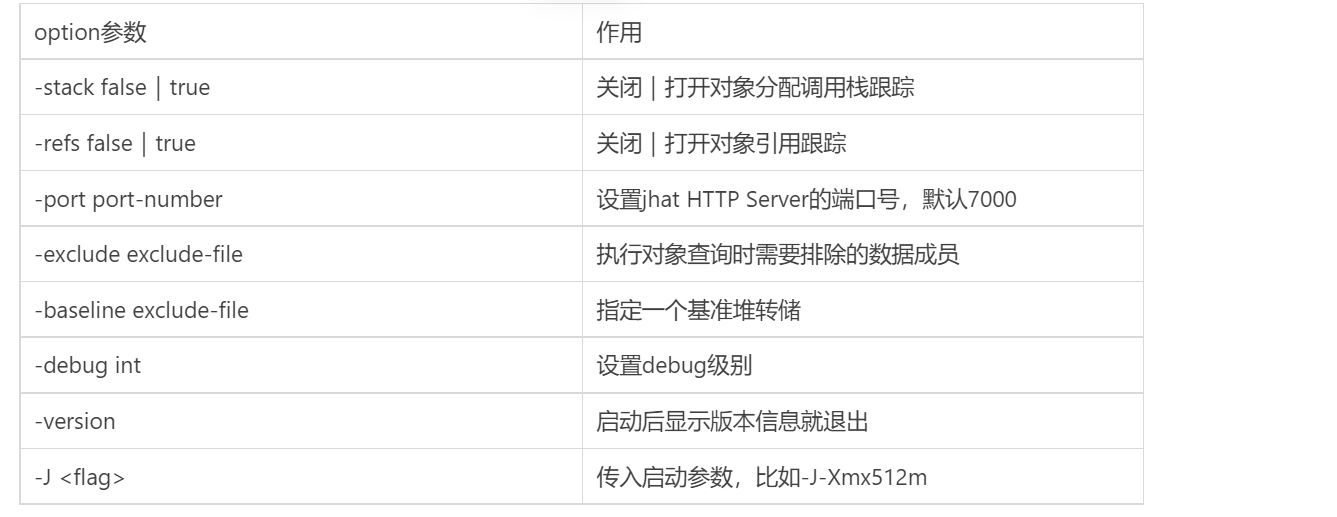 option参数 作用
-stack false | true 关闭 | 打开对象分配调用栈跟踪
-refs false | true 关闭 | 打开对象引用跟踪
-port port-number 设置jhat HTTP Server的端口号，默认7000
-exclude exclude-file 执行对象查询时需要排除的数据成员
-baseline exclude-file 指定一个基准堆转储
-debug int 设置debug级别
-version 启动后显示版本信息就退出
-J <flag> 传入启动参数，比如-J-Xmx512m